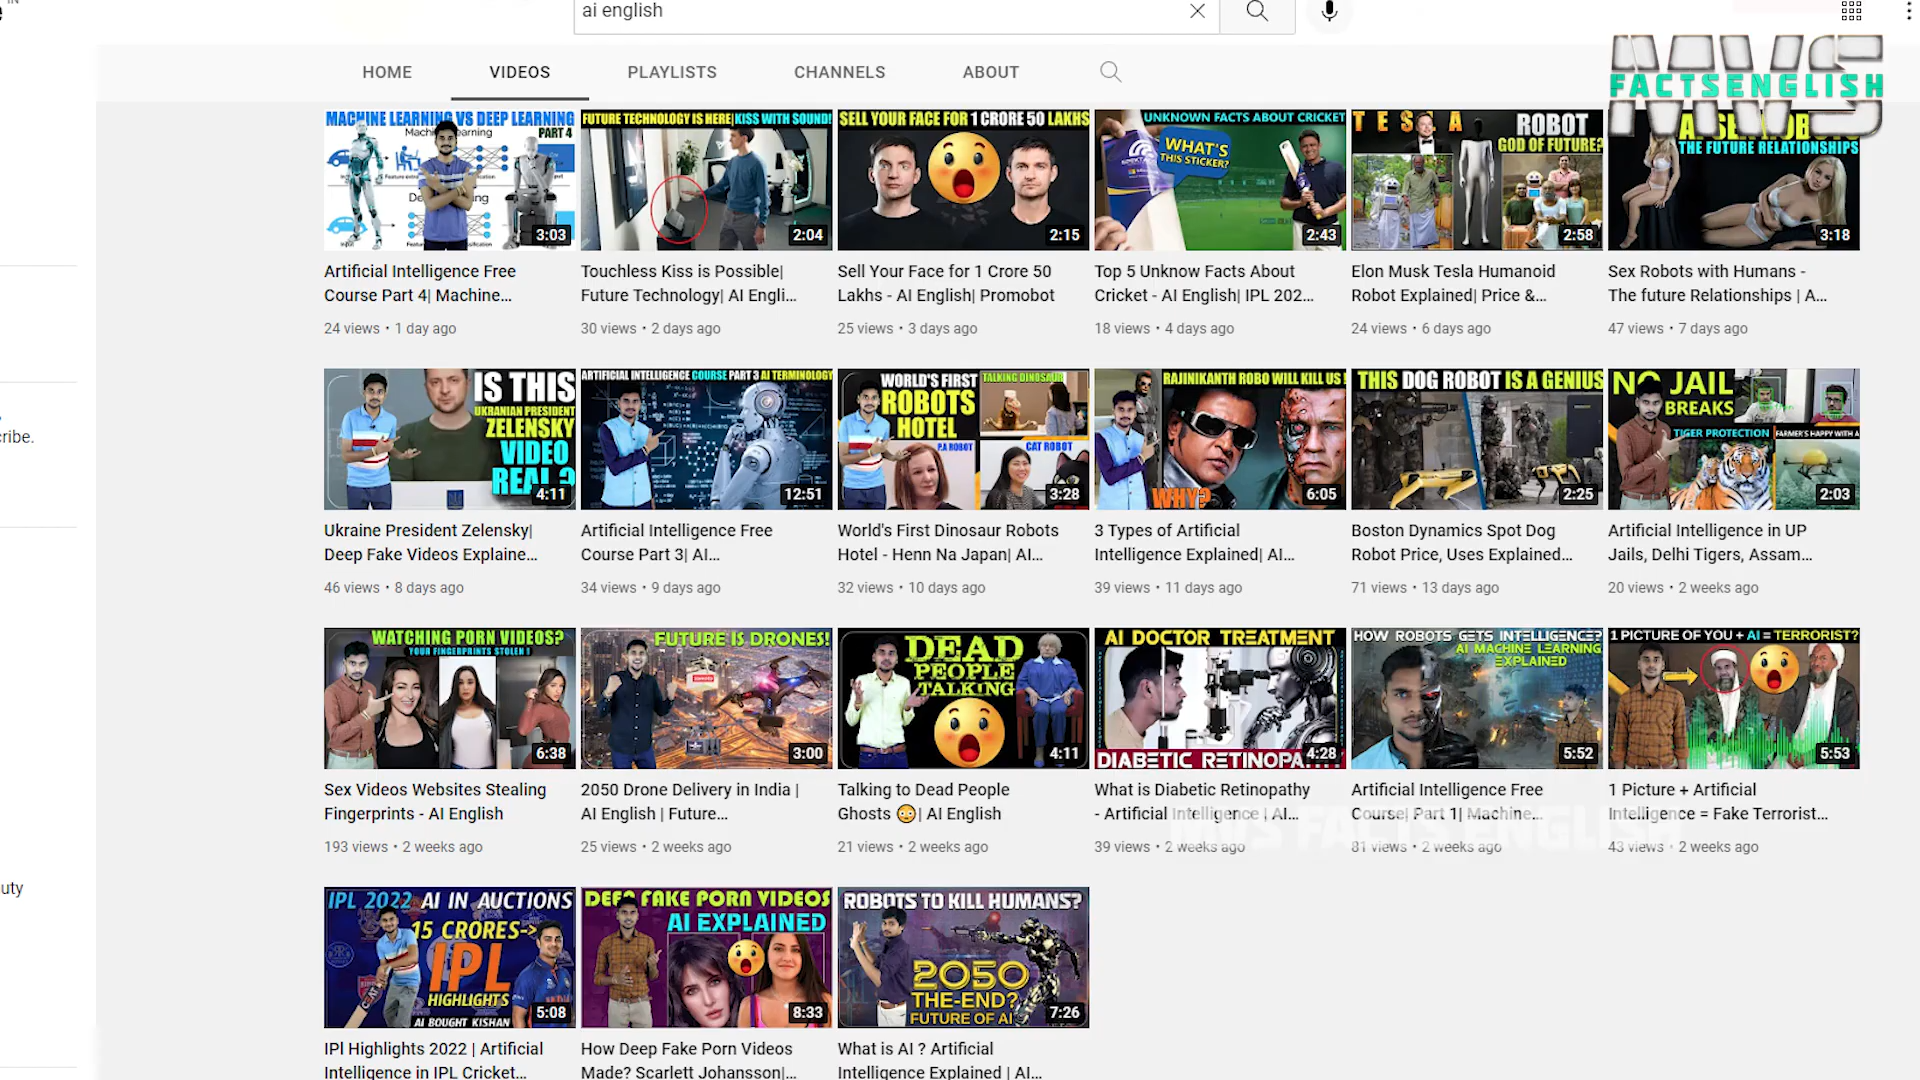 ai english
HOME VIDEOS PLAYLISTS CHANNELS ABOUT
MVS
FACTSENGLISH
MACHINE LEARNING VS DEEP LEARNING
PART 4
3:03
FUTURE TECHNOLOGY IS HERE|KISS WITH SOUND!
2:04
SELL YOUR FACE FOR 1 CRORE 50 LAKHS
2:15
UNKNOWN FACTS ABOUT CRICKET
WHAT'S
THIS STICKER?
2:43
TESLA
ROBOT
GOD OF FUTURE?
2:58
THE FUTURE RELATIONSHIPS
3:18
Artificial Intelligence Free
Course Part 4| Machine...
24 views • 1 day ago
Touchless Kiss is Possible|
Future Technology| AI Engli...
30 views • 2 days ago
Sell Your Face for 1 Crore 50
Lakhs - AI English| Promobot
25 views • 3 days ago
Top 5 Unknow Facts About
Cricket - AI English| IPL 202...
18 views • 4 days ago
Elon Musk Tesla Humanoid
Robot Explained| Price &...
24 views • 6 days ago
Sex Robots with Humans -
The future Relationships | A...
47 views • 7 days ago
cribe.
IS THIS
UKRANIAN PRESIDENT
ZELENSKY
VIDEO
REAL?
4:11
ARTIFICIAL INTELLIGENCE COURSE PART 3 AI TERMINOLOGY
12:51
WORLD'S FIRST
ROBOTS
HOTEL
TALKING DINOSAUR
P.A ROBOT
CAT ROBOT
3:28
RAJINIKANTH ROBO WILL KILL US!
WHY?
6:05
THIS DOG ROBOT IS A GENIUS
2:25
NO JAIL
BREAKS
TIGER PROTECTION
FARMER'S HAPPY WITH A
2:03
Ukraine President Zelensky|
Deep Fake Videos Explaine...
46 views • 8 days ago
Artificial Intelligence Free
Course Part 3| AI...
34 views • 9 days ago
World's First Dinosaur Robots
Hotel - Henn Na Japan| AI...
32 views • 10 days ago
3 Types of Artificial
Intelligence Explained| AI...
39 views • 11 days ago
Boston Dynamics Spot Dog
Robot Price, Uses Explained...
71 views • 13 days ago
Artificial Intelligence in UP
Jails, Delhi Tigers, Assam...
20 views • 2 weeks ago
WATCHING PORN VIDEOS?
YOUR FINGERPRINTS STOLEN !
6:38
FUTURE IS DRONES!
3:00
DEAD
PEOPLE
TALKING
4:11
AI DOCTOR TREATMENT
DIABETIC RETINOPA
4:28
HOW ROBOTS GETS INTELLIGENCE?
AI MACHINE LEARNING
EXPLAINED
5:52
1 PICTURE OF YOU + AI = TERRORIST?
5:53
Sex Videos Websites Stealing
Fingerprints - AI English
193 views • 2 weeks ago
2050 Drone Delivery in India |
AI English | Future...
25 views • 2 weeks ago
Talking to Dead People
Ghosts 😳| AI English
21 views • 2 weeks ago
What is Diabetic Retinopathy
- Artificial Intelligence | AI...
39 views • 2 weeks ago
Artificial Intelligence Free
Course| Part 1| Machine...
81 views • 2 weeks ago
1 Picture + Artificial
Intelligence = Fake Terrorist...
43 views • 2 weeks ago
MVS FACTS ENGLISH
uty
IPL 2022 AI IN AUCTIONS
15 CRORES->
IPL
HIGHLIGHTS
AI BOUGHT KISHAN
5:08
DEEP FAKE PORN VIDEOS
AI EXPLAINED
8:33
ROBOTS TO KILL HUMANS?
2050
THE-END?
FUTURE OF AI
7:26
IPl Highlights 2022 | Artificial
Intelligence in IPL Cricket...
How Deep Fake Porn Videos
Made? Scarlett Johansson|...
What is AI ? Artificial
Intelligence Explained | AI...